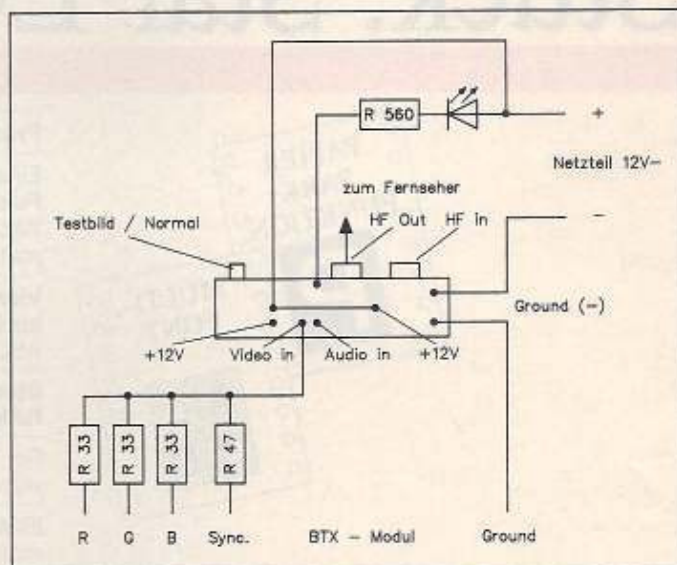 R 560
+
Netzteil 12V-
zum Fernseher
-
Testbild / Normal
HF Out
HF in
Ground (-)
+12V
Video in
Audio in
+12V
R 33
R 33
R 33
R 47
R
G
B
Sync.
BTX - Modul
Ground